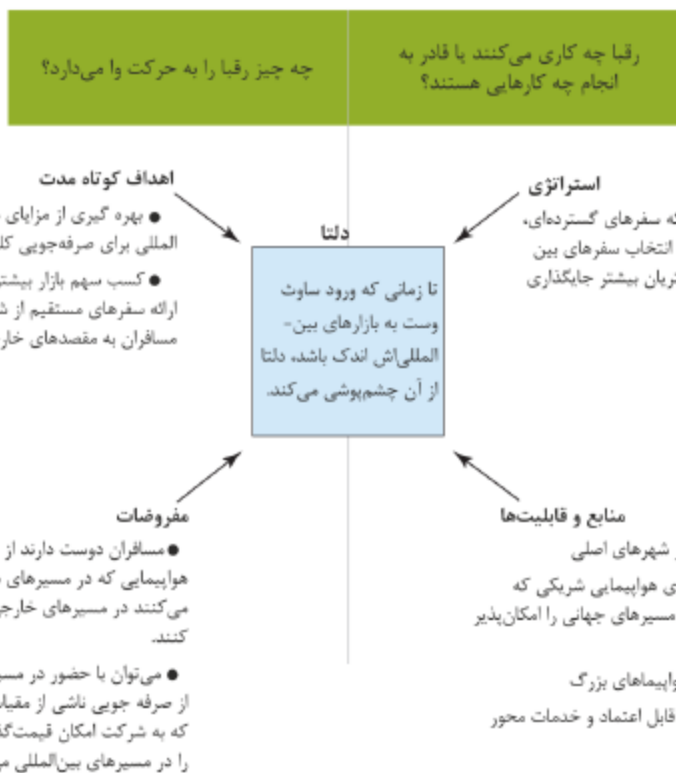 رقبا چه کاری می‌کنند یا قادر به
انجام چه کارهایی هستند؟
چه چیز رقبا را به حرکت وا می‌دارد؟
استراتژی
که سفرهای گسترده‌ای،
انتخاب سفرهای بین
بیشتر جایگذاری
اهداف کوتاه مدت
● بهره گیری از مزایای
المللی برای صرفه‌جویی
● کسب سهم بازار بیشتر
ارائه سفرهای مستقیم از
مسافران به مقصدهای
دلتا
تا زمانی که ورود ساوث
وست به بازارهای بین-
المللی‌اش اندک باشد، دلتا
از آن چشم‌پوشی می‌کند.
منابع و قابلیت‌ها
شهرهای اصلی
هواپیمایی شریکی که
مسیرهای جهانی را امکان‌پذیر
بزرگ
قابل اعتماد و خدمات محور
مفروضات
● مسافران دوست دارند از
هواپیمایی که در مسیرهای
می‌کنند در مسیرهای
کنند.
● می‌توان با حضور در
از صرفه جویی ناشی از
که به شرکت امکان
را در مسیرهای بین‌المللی